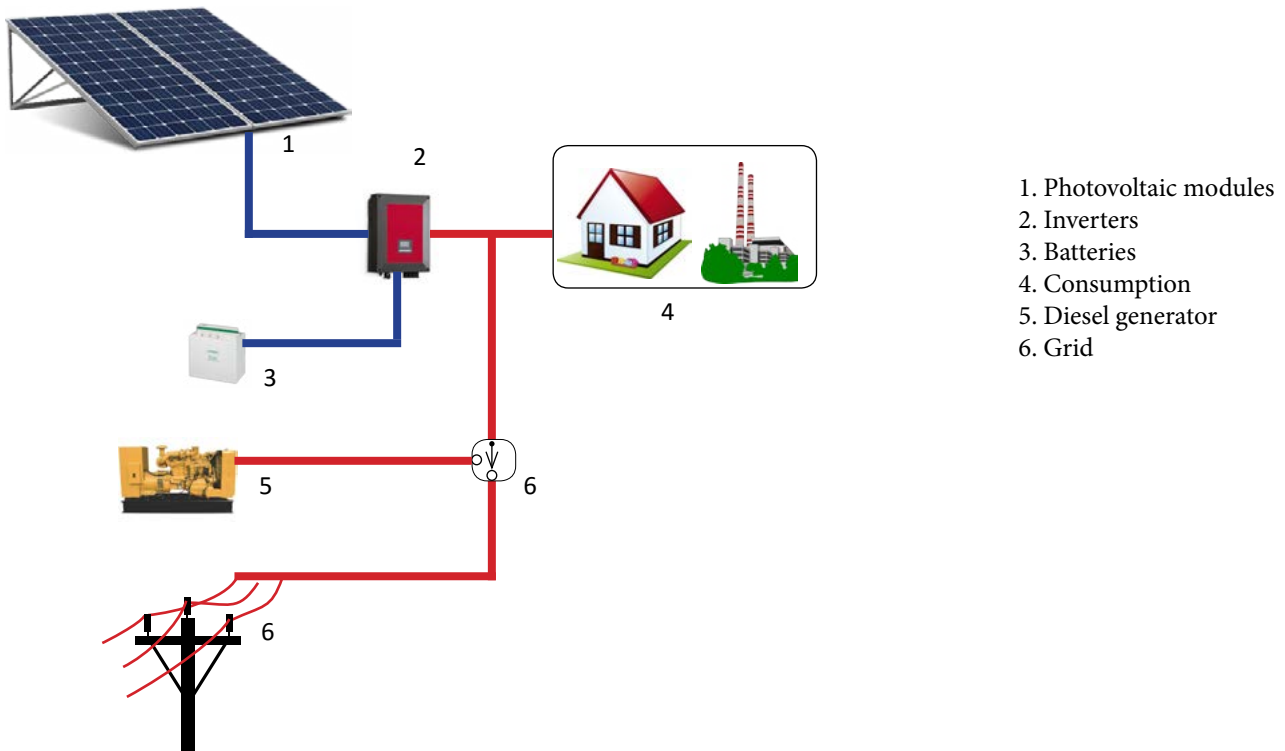 1
2
3
4
5
6
6
1. Photovoltaic modules
2. Inverters
3. Batteries
4. Consumption
5. Diesel generator
6. Grid